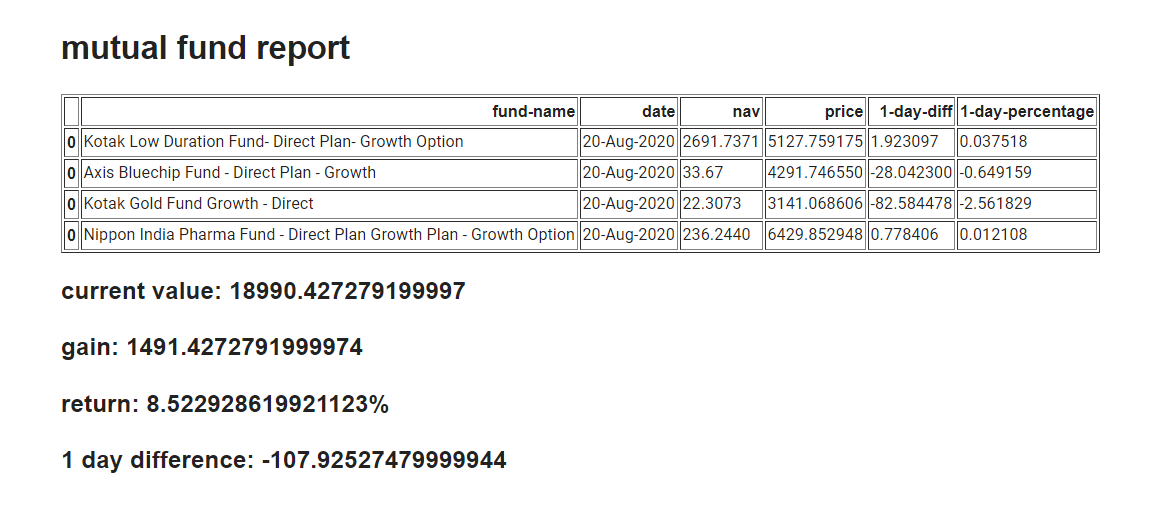 mutual fund report
fund-name date nav price 1-day-diff 1-day-percentage
0 Kotak Low Duration Fund- Direct Plan- Growth Option 20-Aug-2020 2691.7371 5127.759175 1.923097 0.037518
0 Axis Bluechip Fund - Direct Plan - Growth 20-Aug-2020 33.67 4291.746550 -28.042300 -0.649159
0 Kotak Gold Fund Growth - Direct 20-Aug-2020 22.3073 3141.068606 -82.584478 -2.561829
0 Nippon India Pharma Fund - Direct Plan Growth Plan - Growth Option 20-Aug-2020 236.2440 6429.852948 0.778406 0.012108
current value: 18990.427279199997
gain: 1491.4272791999974
return: 8.522928619921123%
1 day difference: -107.92527479999944